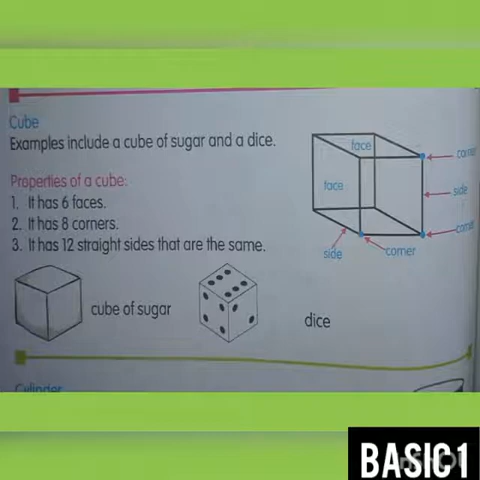 Cube
Examples include a cube of sugar and a dice.
Properties of a cube:
1. It has 6 faces.
2. It has 8 corners.
3. It has 12 straight sides that are the same.
face
face
corner
side
corner
side
corner
cube of sugar
dice
Cylinder
BASIC1